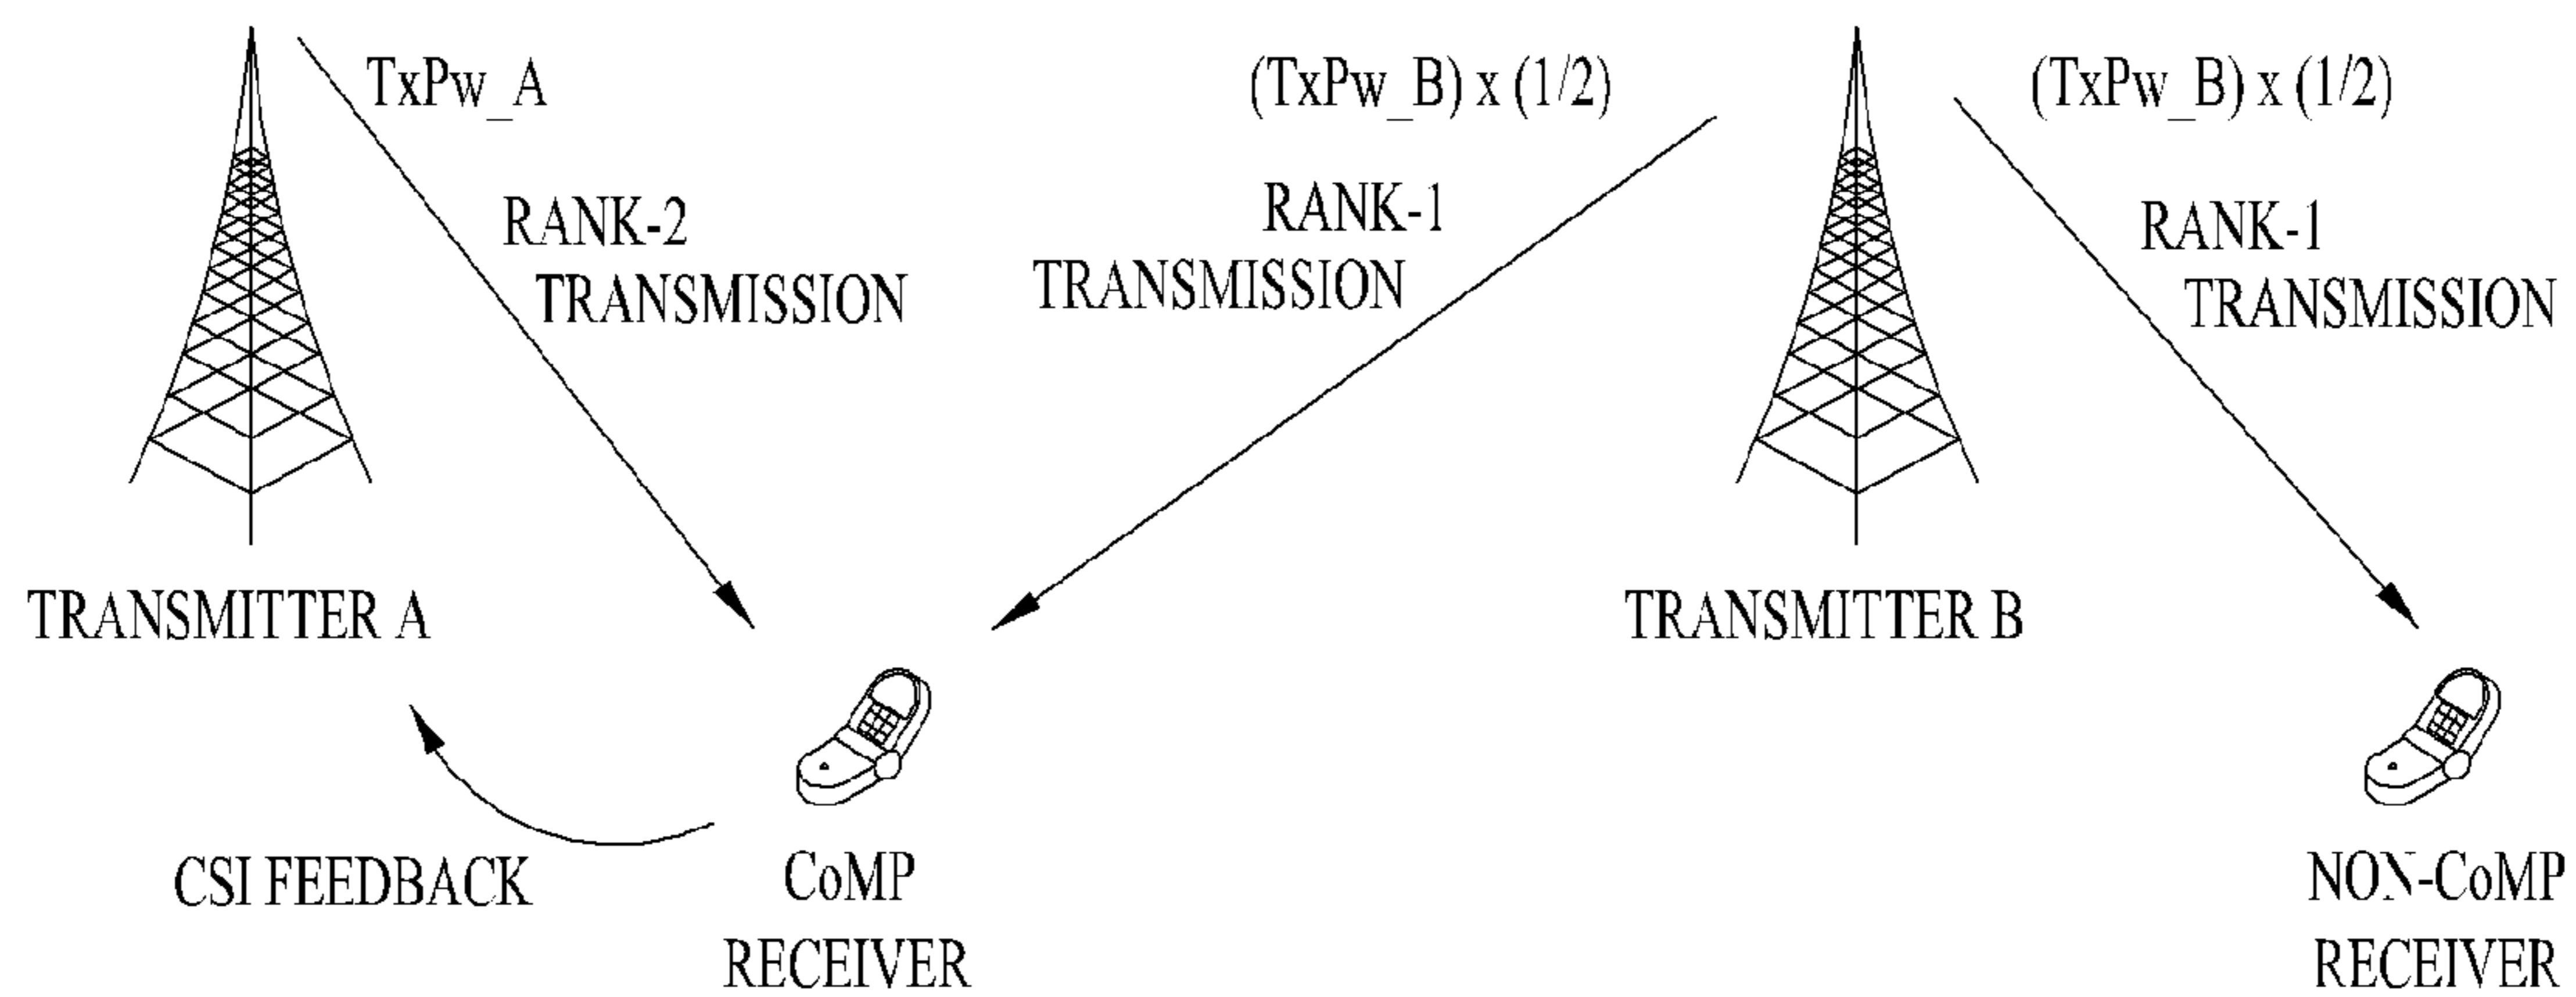 TxPw_A
(TxPw_B) x (1/2)
(TxPw_B) x (1/2)
RANK-2
TRANSMISSION
RANK-1
TRANSMISSION
RANK-1
TRANSMISSION
TRANSMITTER A
TRANSMITTER B
CSI FEEDBACK
CoMP
RECEIVER
NON-CoMP
RECEIVER